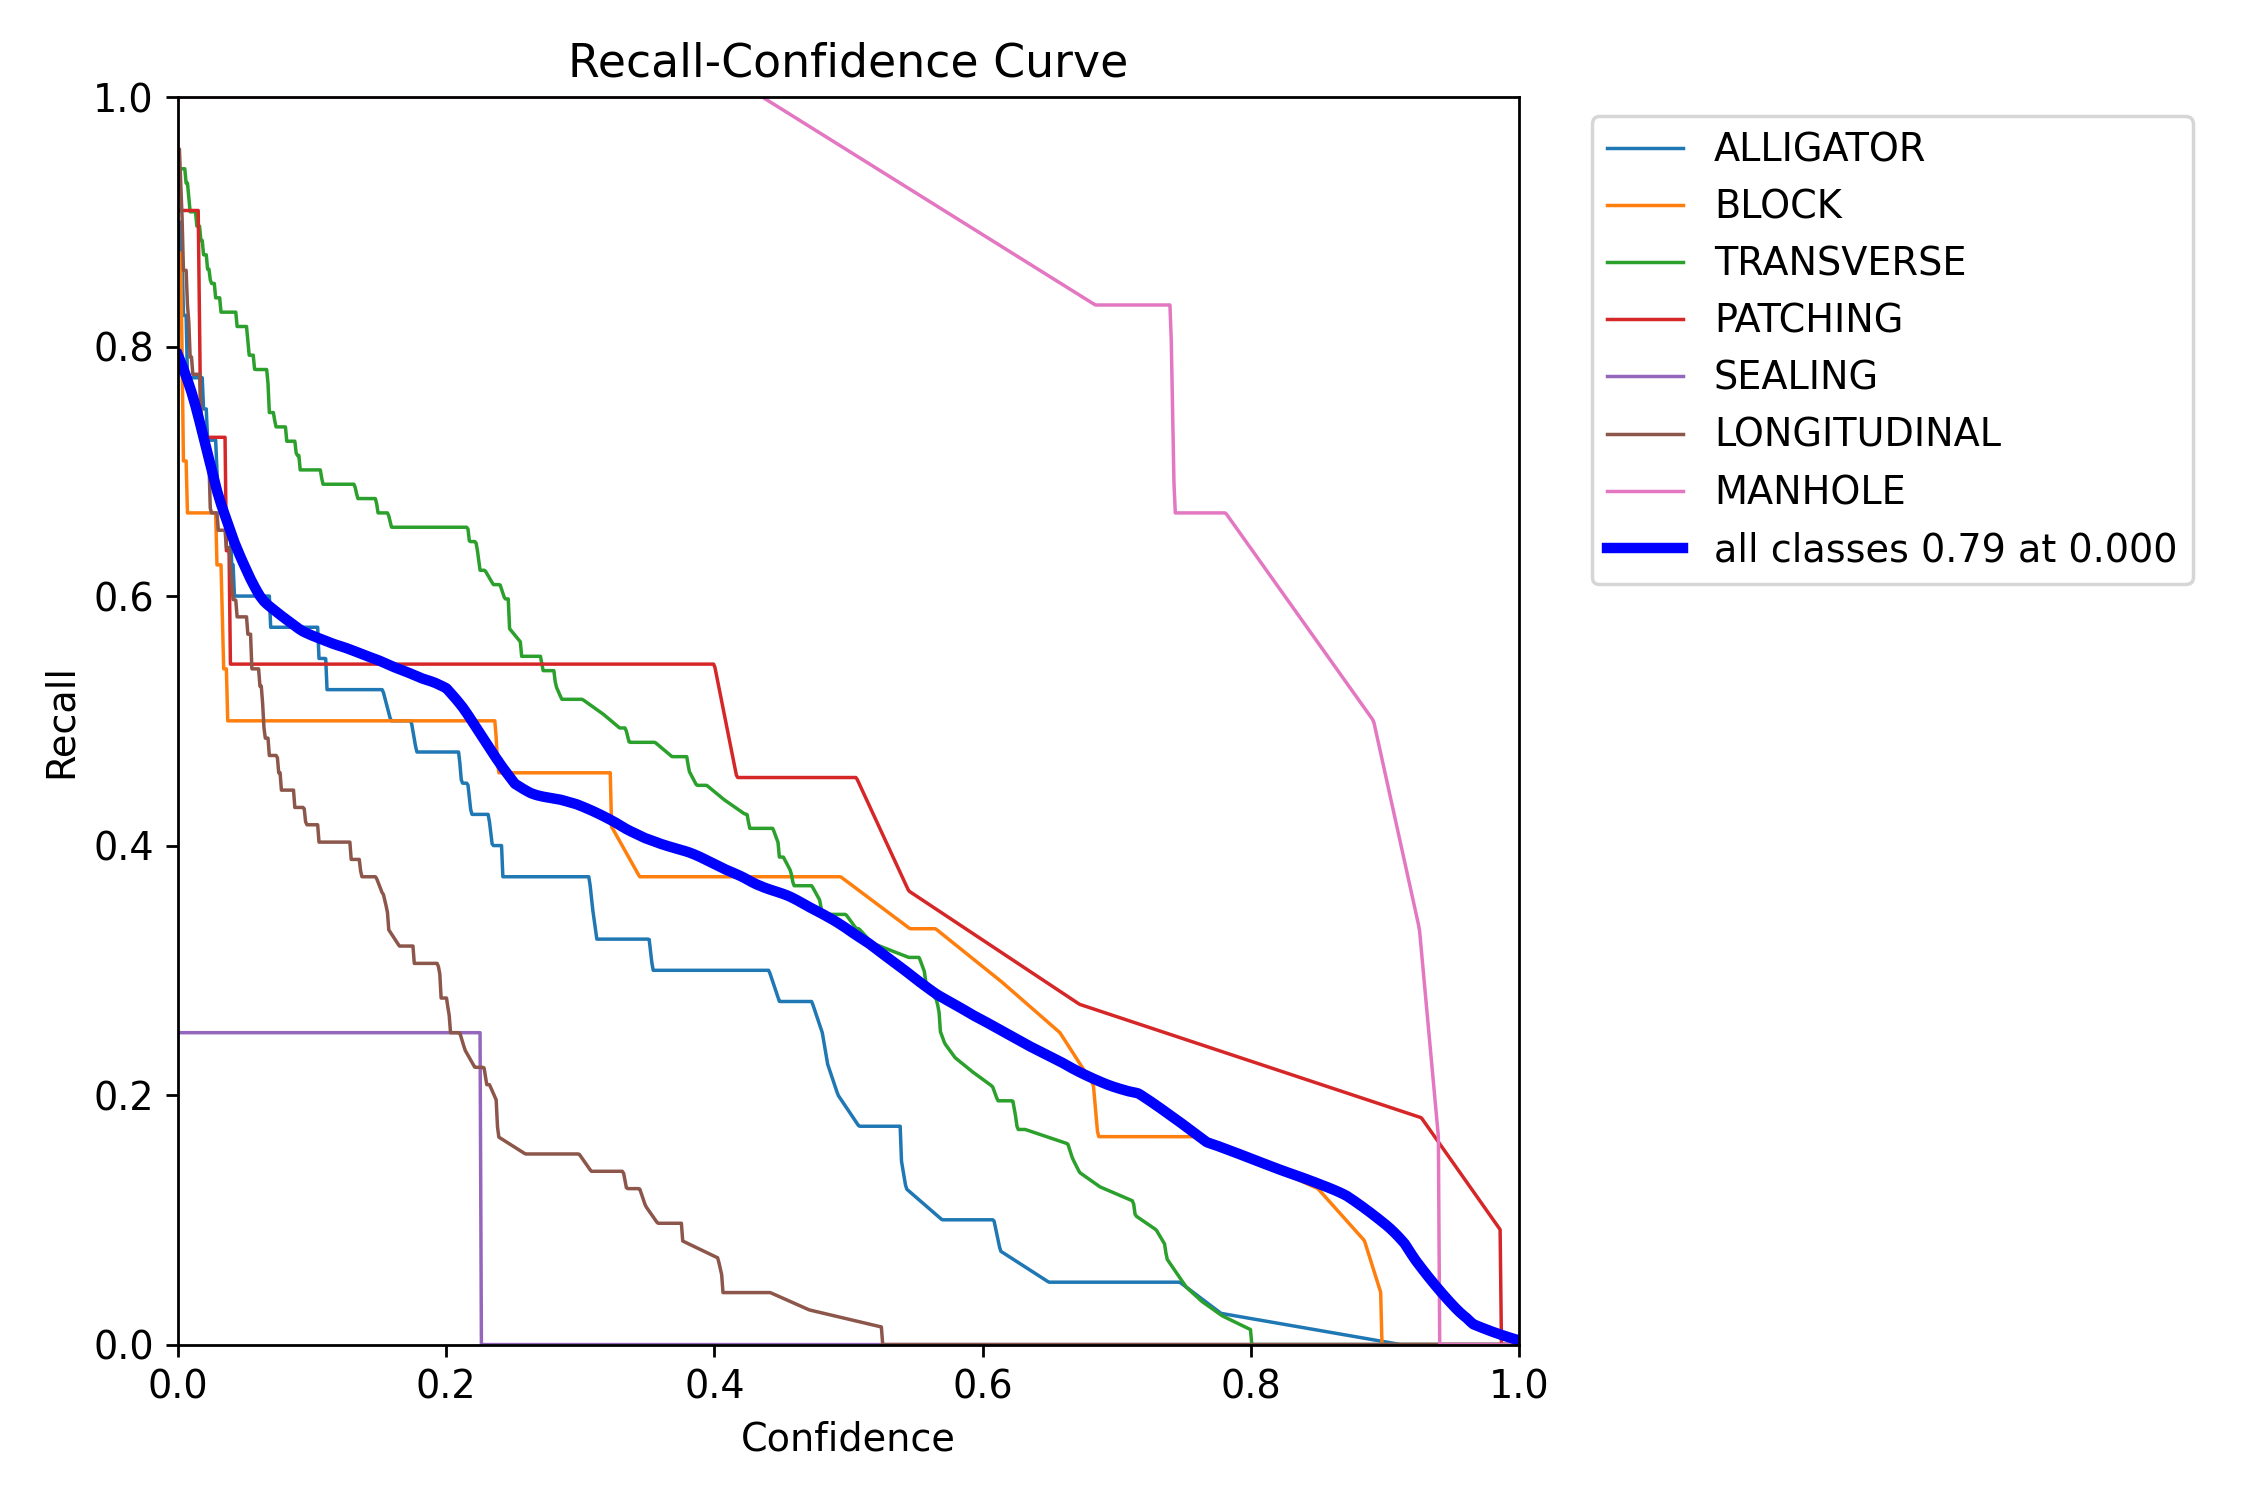 Recall-Confidence Curve
1.0
0.8
0.6
0.4
0.2
0.0
Recall
0.0 0.2 0.4 0.6 0.8 1.0
Confidence
ALLIGATOR
BLOCK
TRANSVERSE
PATCHING
SEALING
LONGITUDINAL
MANHOLE
all classes 0.79 at 0.000